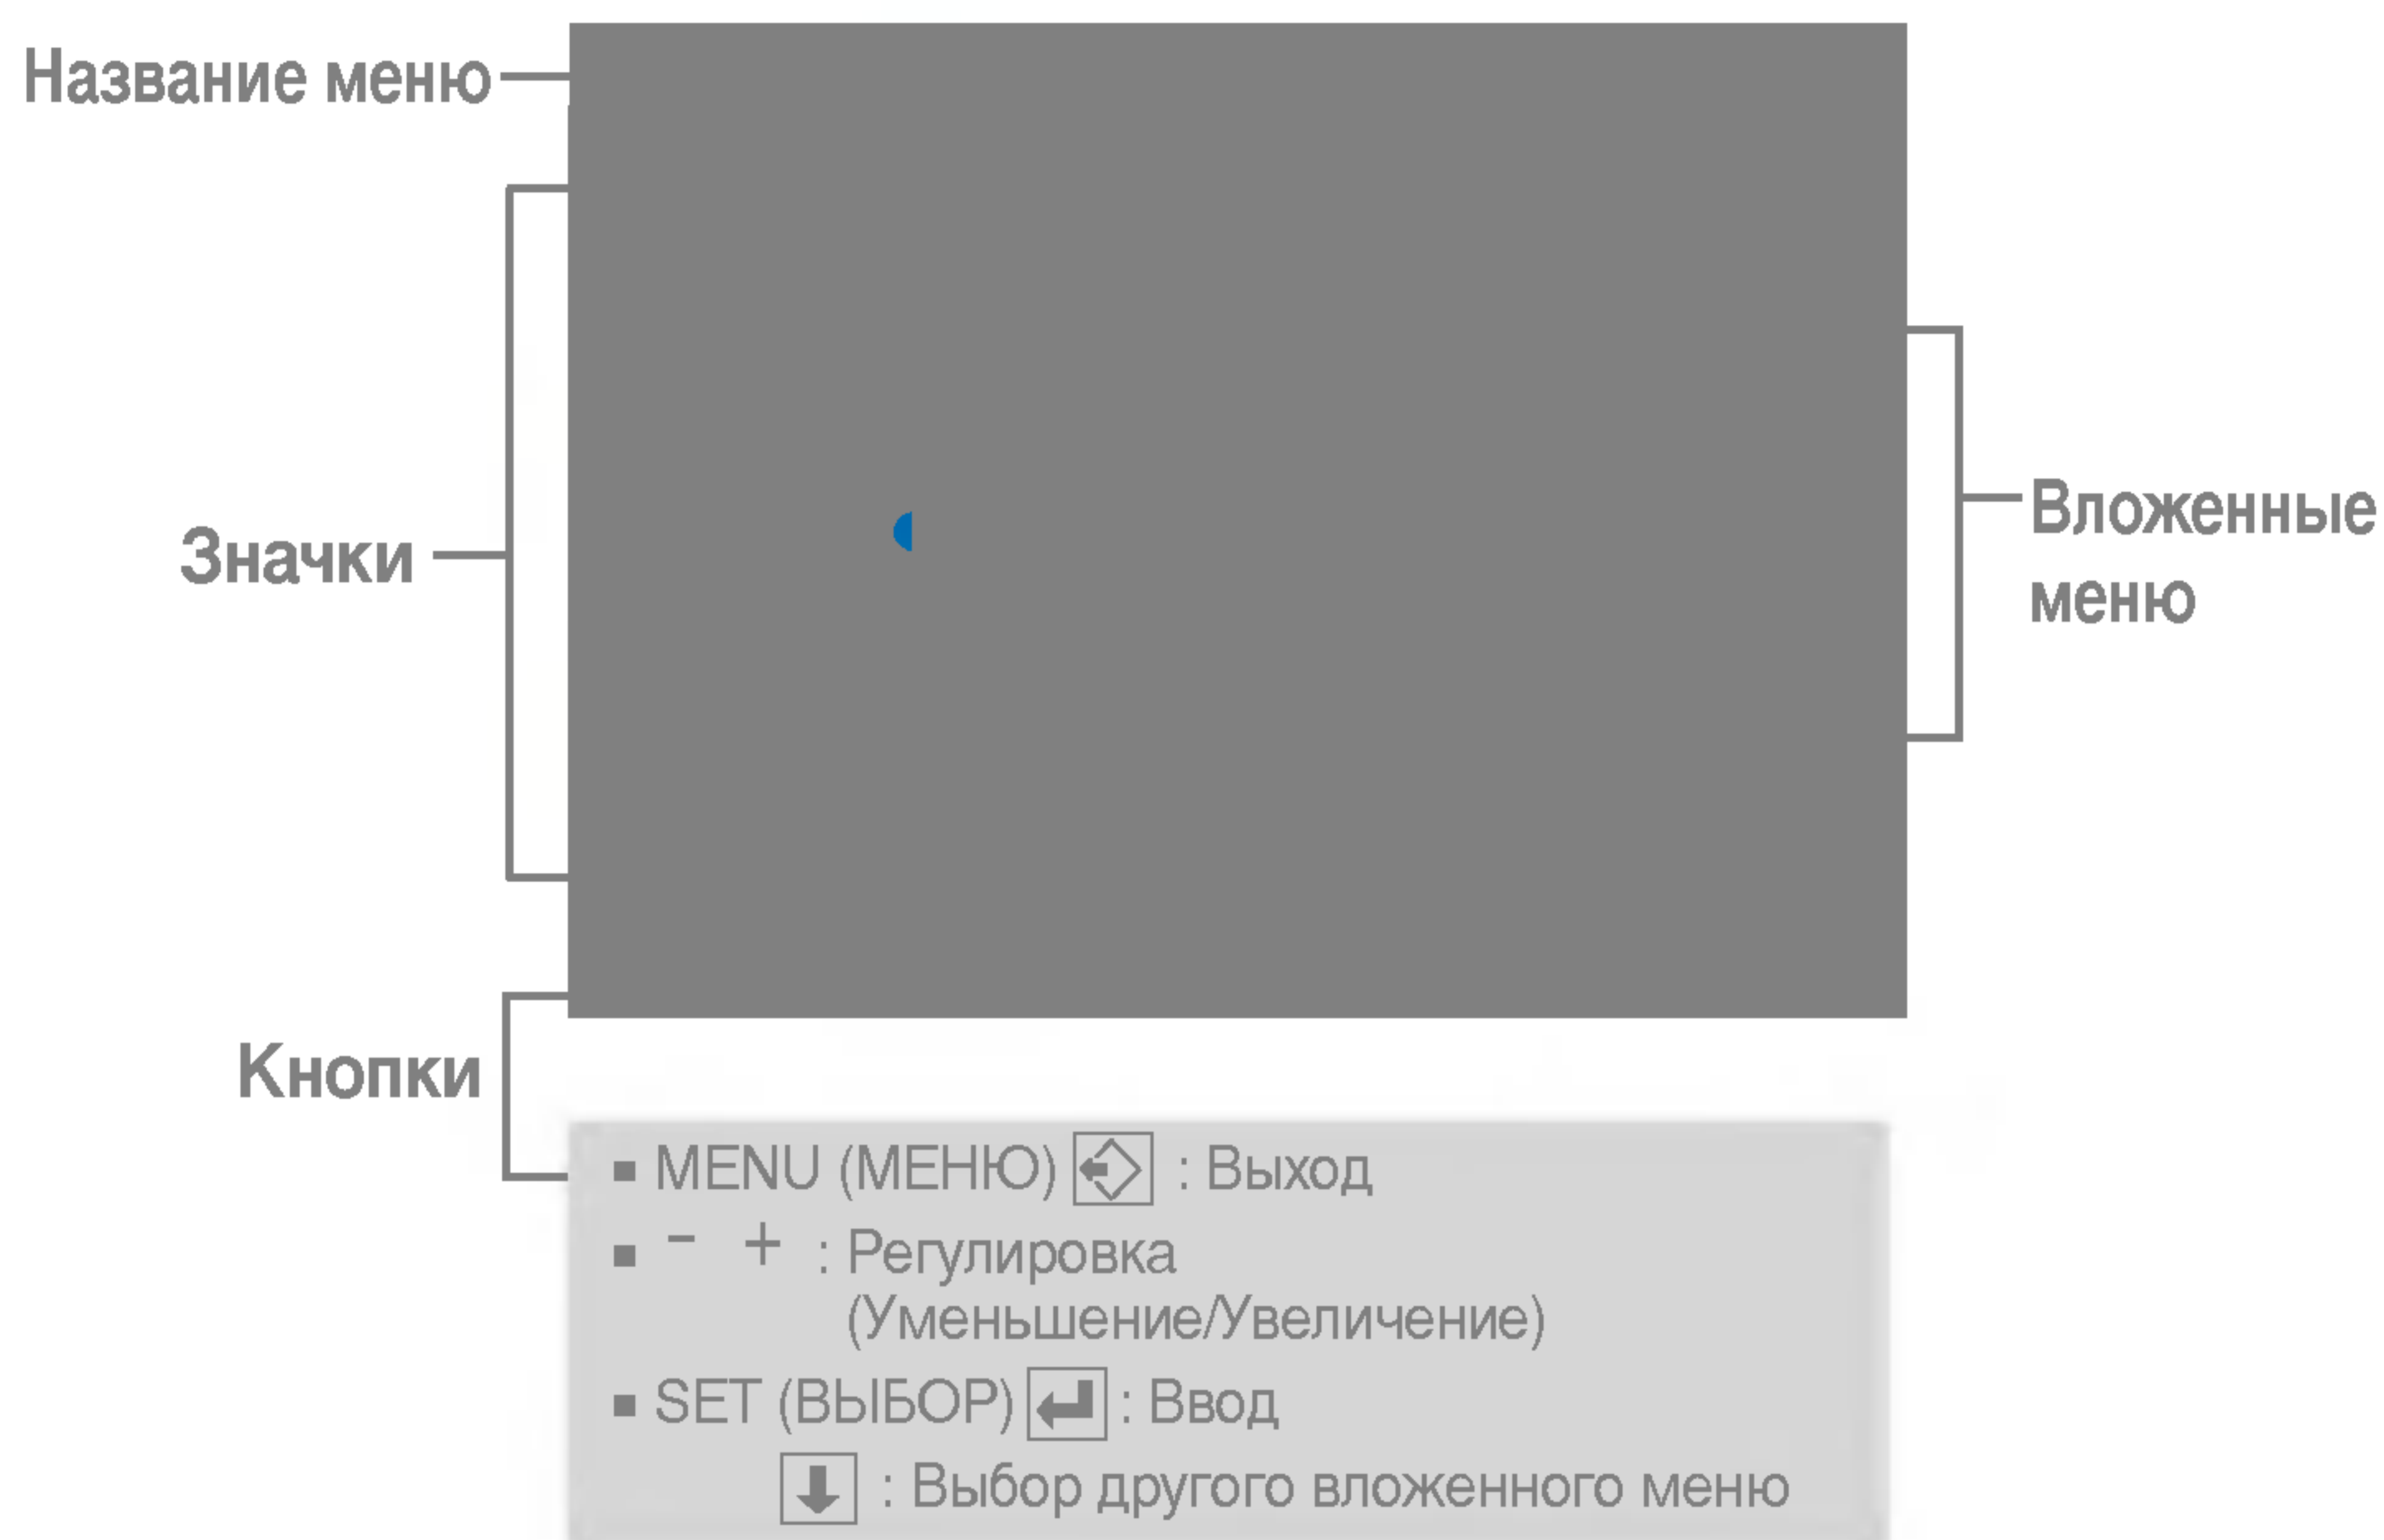 Название меню
Значки
Вложенные
меню
Кнопки
■ MENU (МЕНЮ) : Выход
■ − + : Регулировка
(Уменьшение/Увеличение)
■ SET (ВЫБОР) : Ввод
: Выбор другого вложенного меню